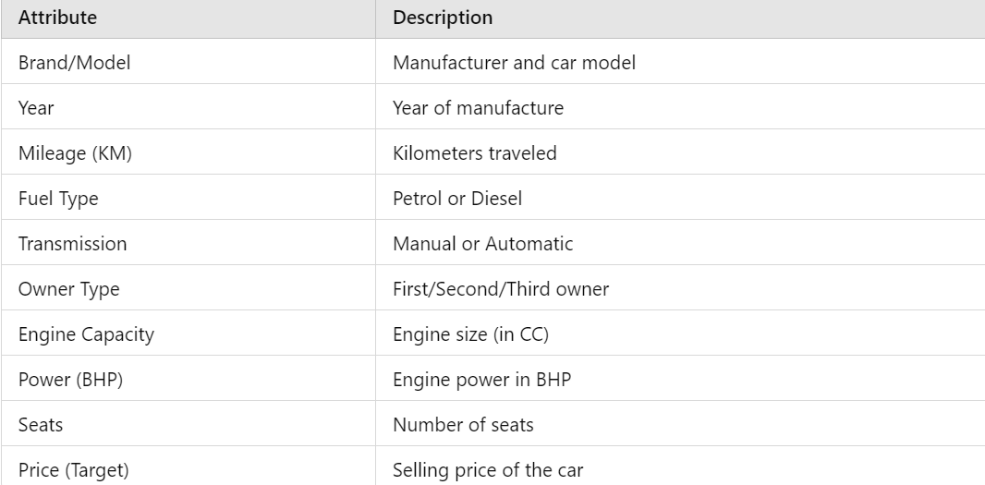 Attribute Description
Brand/Model Manufacturer and car model
Year Year of manufacture
Mileage (KM) Kilometers traveled
Fuel Type Petrol or Diesel
Transmission Manual or Automatic
Owner Type First/Second/Third owner
Engine Capacity Engine size (in CC)
Power (BHP) Engine power in BHP
Seats Number of seats
Price (Target) Selling price of the car